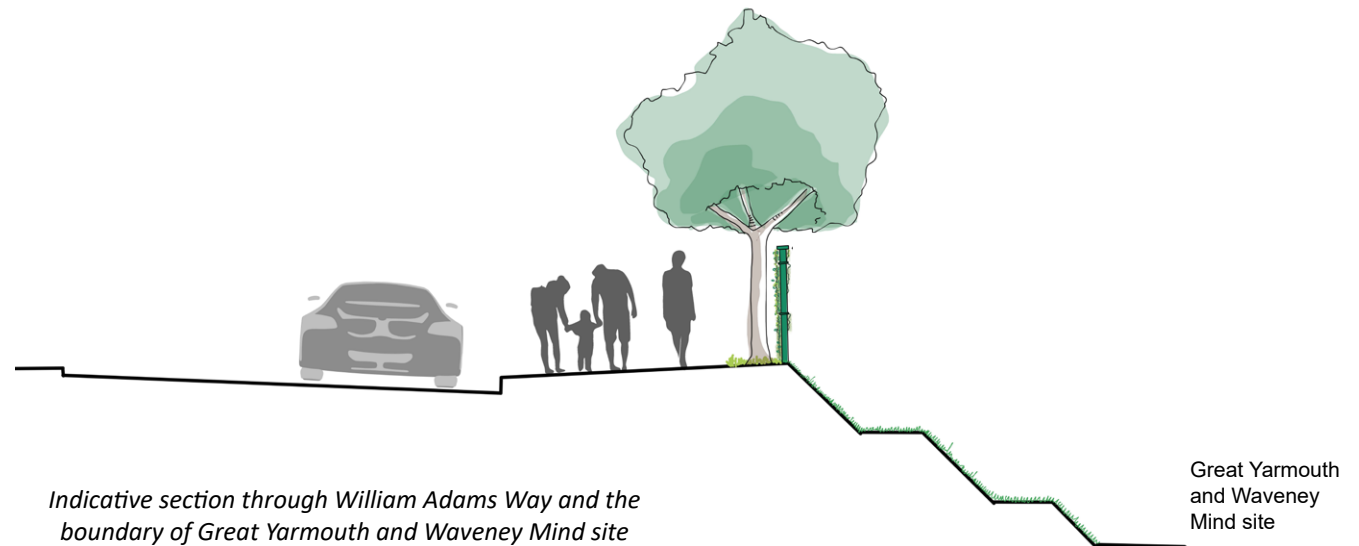 Indicative section through William Adams Way and the
boundary of Great Yarmouth and Waveney Mind site
Great Yarmouth
and Waveney
Mind site